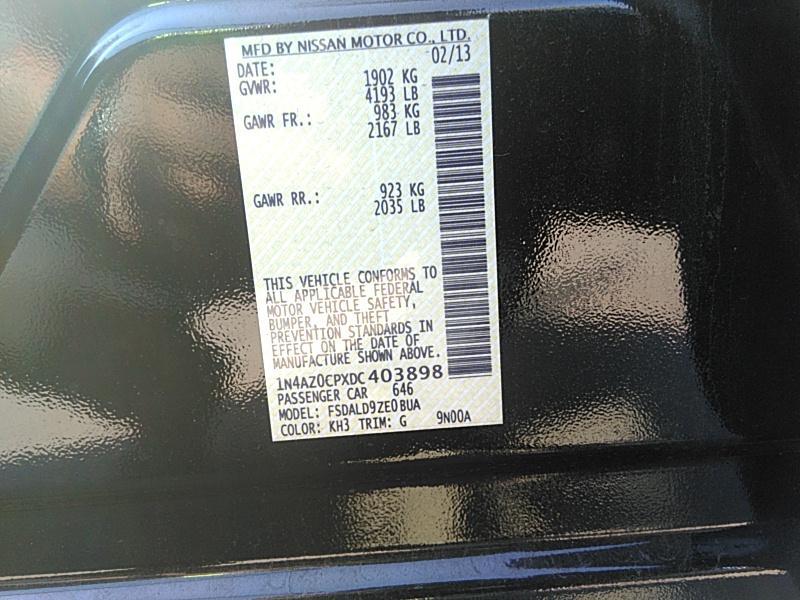 MFD BY NISSAN MOTOR CO., LTD.
DATE: 02/13
GVWR: 1902 KG
4193 LB
GAWR FR.: 983 KG
2167 LB
GAWR RR.: 923 KG
2035 LB
THIS VEHICLE CONFORMS TO
ALL APPLICABLE FEDERAL
MOTOR VEHICLE SAFETY,
BUMPER, AND THEFT
PREVENTION STANDARDS IN
EFFECT ON THE DATE OF
MANUFACTURE SHOWN ABOVE.
1N4AZ0CPXDC403898
PASSENGER CAR 646
MODEL: FSDALD9ZE0BUA
COLOR: KH3 TRIM: G 9N00A